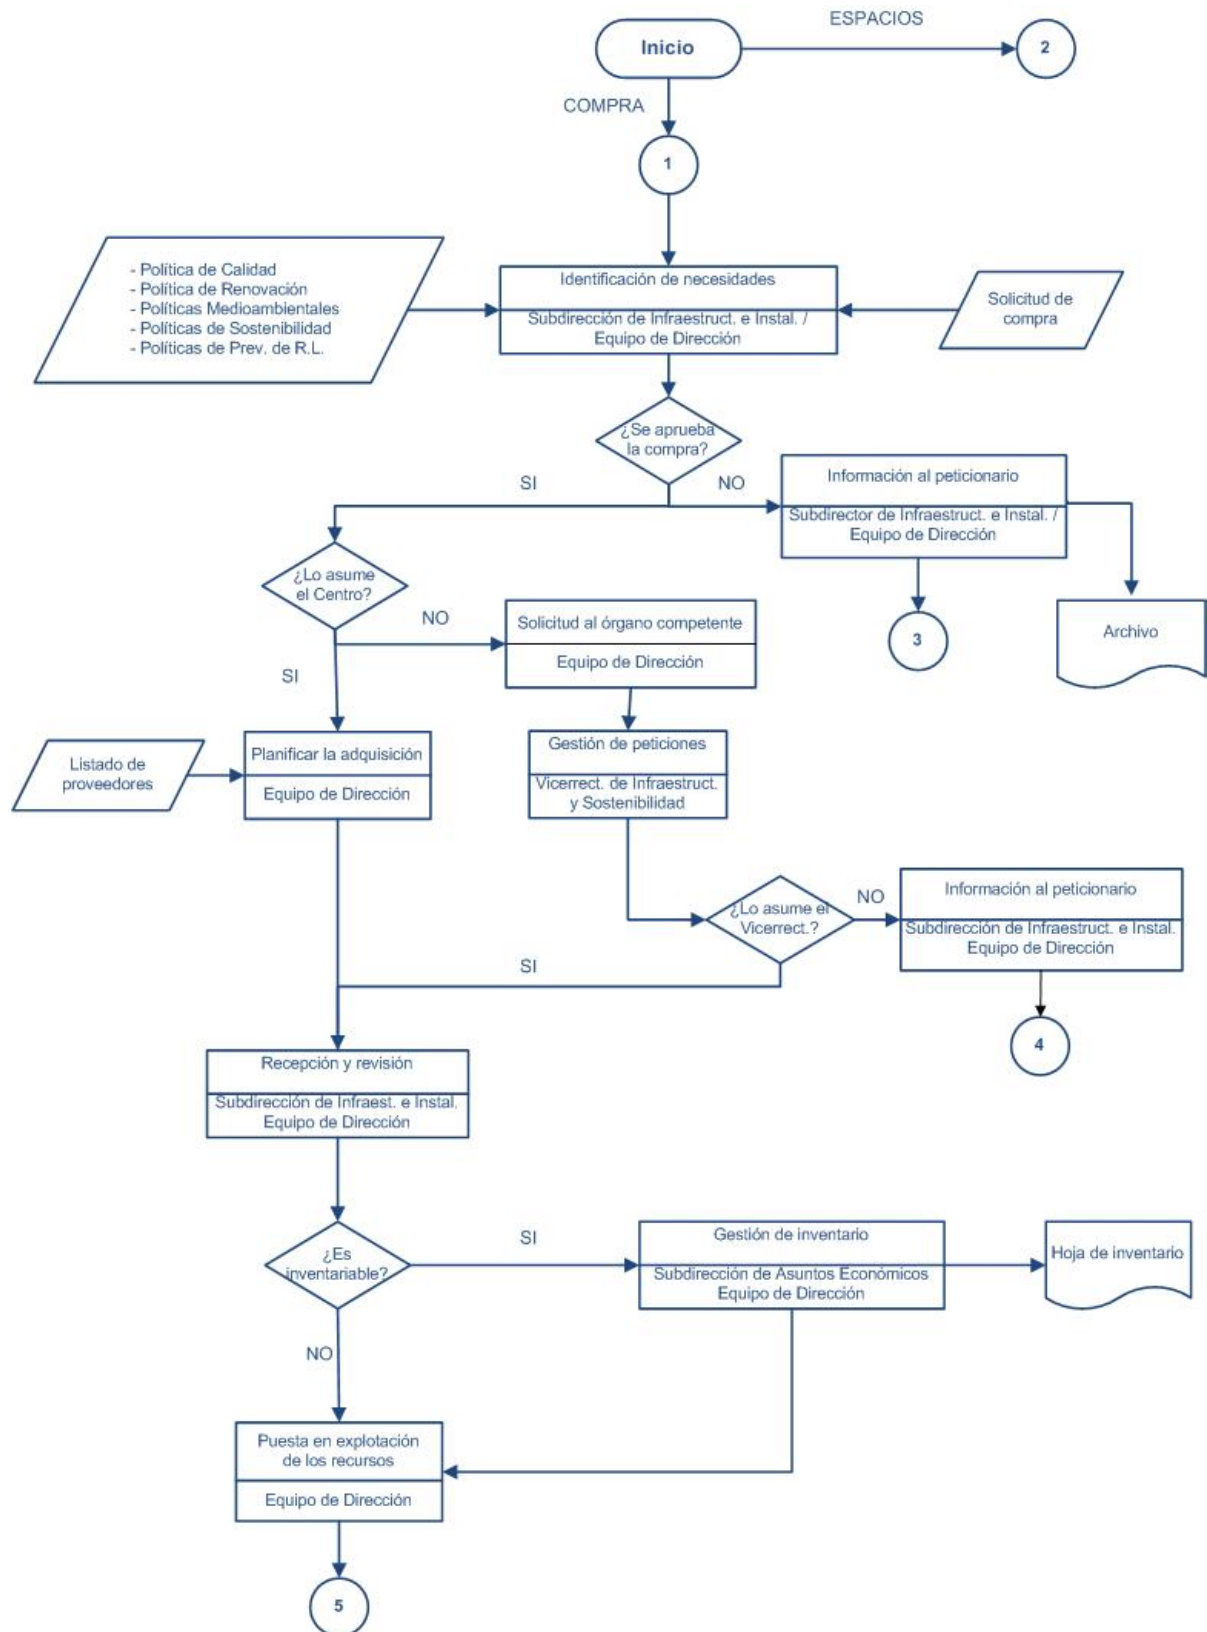 ESPACIOS
Inicio
2
COMPRA
1
- Política de Calidad
- Política de Renovación
- Políticas Medioambientales
- Políticas de Sostenibilidad
- Políticas de Prev. de R.L.
Identificación de necesidades
Subdirección de Infraestruct. e Instal. /
Equipo de Dirección
Solicitud de
compra
¿Se aprueba
la compra?
SI
NO
Información al peticionario
Subdirector de Infraestruct. e Instal. /
Equipo de Dirección
¿Lo asume
el Centro?
NO
Solicitud al órgano competente
Equipo de Dirección
3
Archivo
SI
Listado de
proveedores
Planificar la adquisición
Equipo de Dirección
Gestión de peticiones
Vicerrect. de Infraestruct.
y Sostenibilidad
¿Lo asume el
Vicerrect.?
NO
Información al peticionario
Subdirección de Infraestruct. e Instal.
Equipo de Dirección
SI
4
Recepción y revisión
Subdirección de Infraest. e Instal.
Equipo de Dirección
¿Es
inventariable?
SI
Gestión de inventario
Subdirección de Asuntos Económicos
Equipo de Dirección
Hoja de inventario
NO
Puesta en explotación
de los recursos
Equipo de Dirección
5